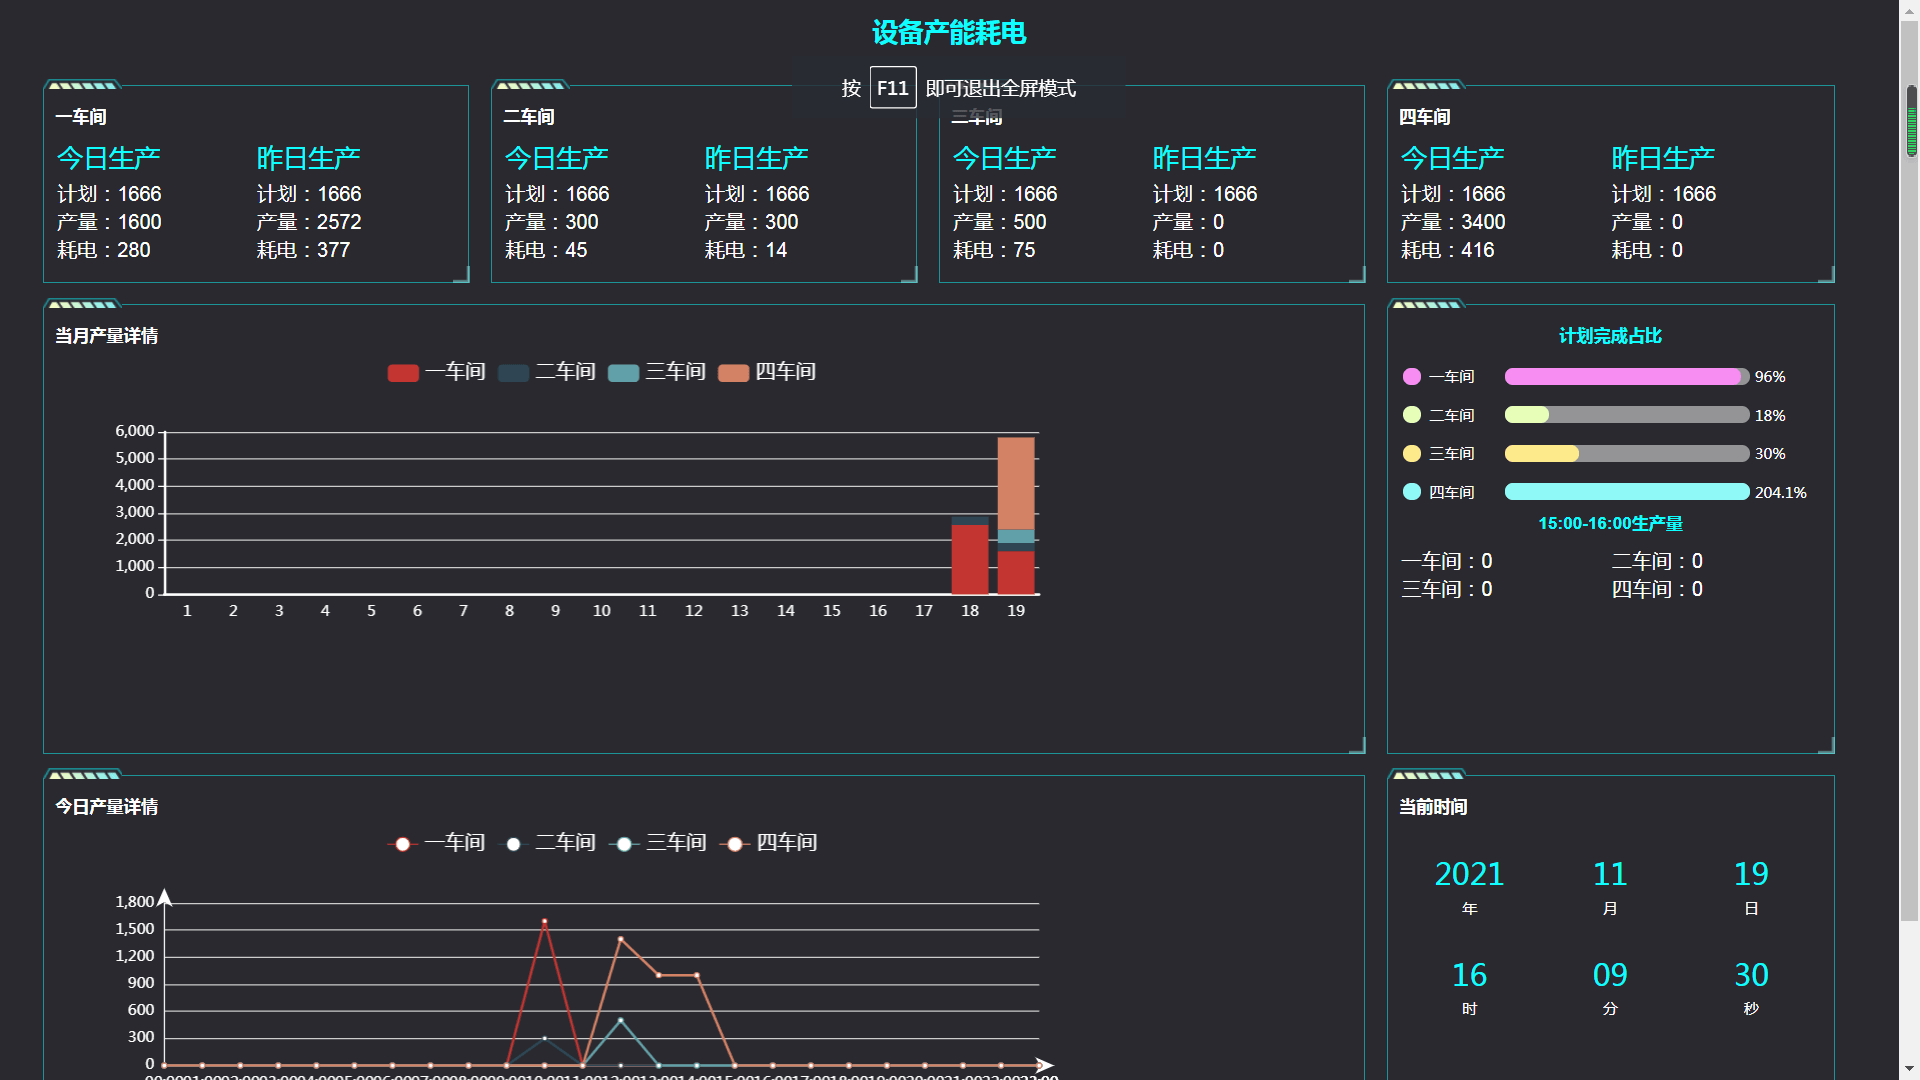 设备产能耗电
按 F11 即可退出全屏模式
一车间
今日生产 昨日生产
计划：1666 计划：1666
产量：1600 产量：2572
耗电：280 耗电：377
二车间
今日生产 昨日生产
计划：1666 计划：1666
产量：300 产量：300
耗电：45 耗电：14
三车间
今日生产 昨日生产
计划：1666 计划：1666
产量：500 产量：0
耗电：75 耗电：0
四车间
今日生产 昨日生产
计划：1666 计划：1666
产量：3400 产量：0
耗电：416 耗电：0
当月产量详情
一车间 二车间 三车间 四车间
6,000
5,000
4,000
3,000
2,000
1,000
0
1 2 3 4 5 6 7 8 9 10 11 12 13 14 15 16 17 18 19
计划完成占比
一车间 96%
二车间 18%
三车间 30%
四车间 204.1%
15:00-16:00生产量
一车间：0 二车间：0
三车间：0 四车间：0
今日产量详情
一车间 二车间 三车间 四车间
1,800
1,500
1,200
900
600
300
0
当前时间
2021 11 19
年 月 日
16 09 30
时 分 秒